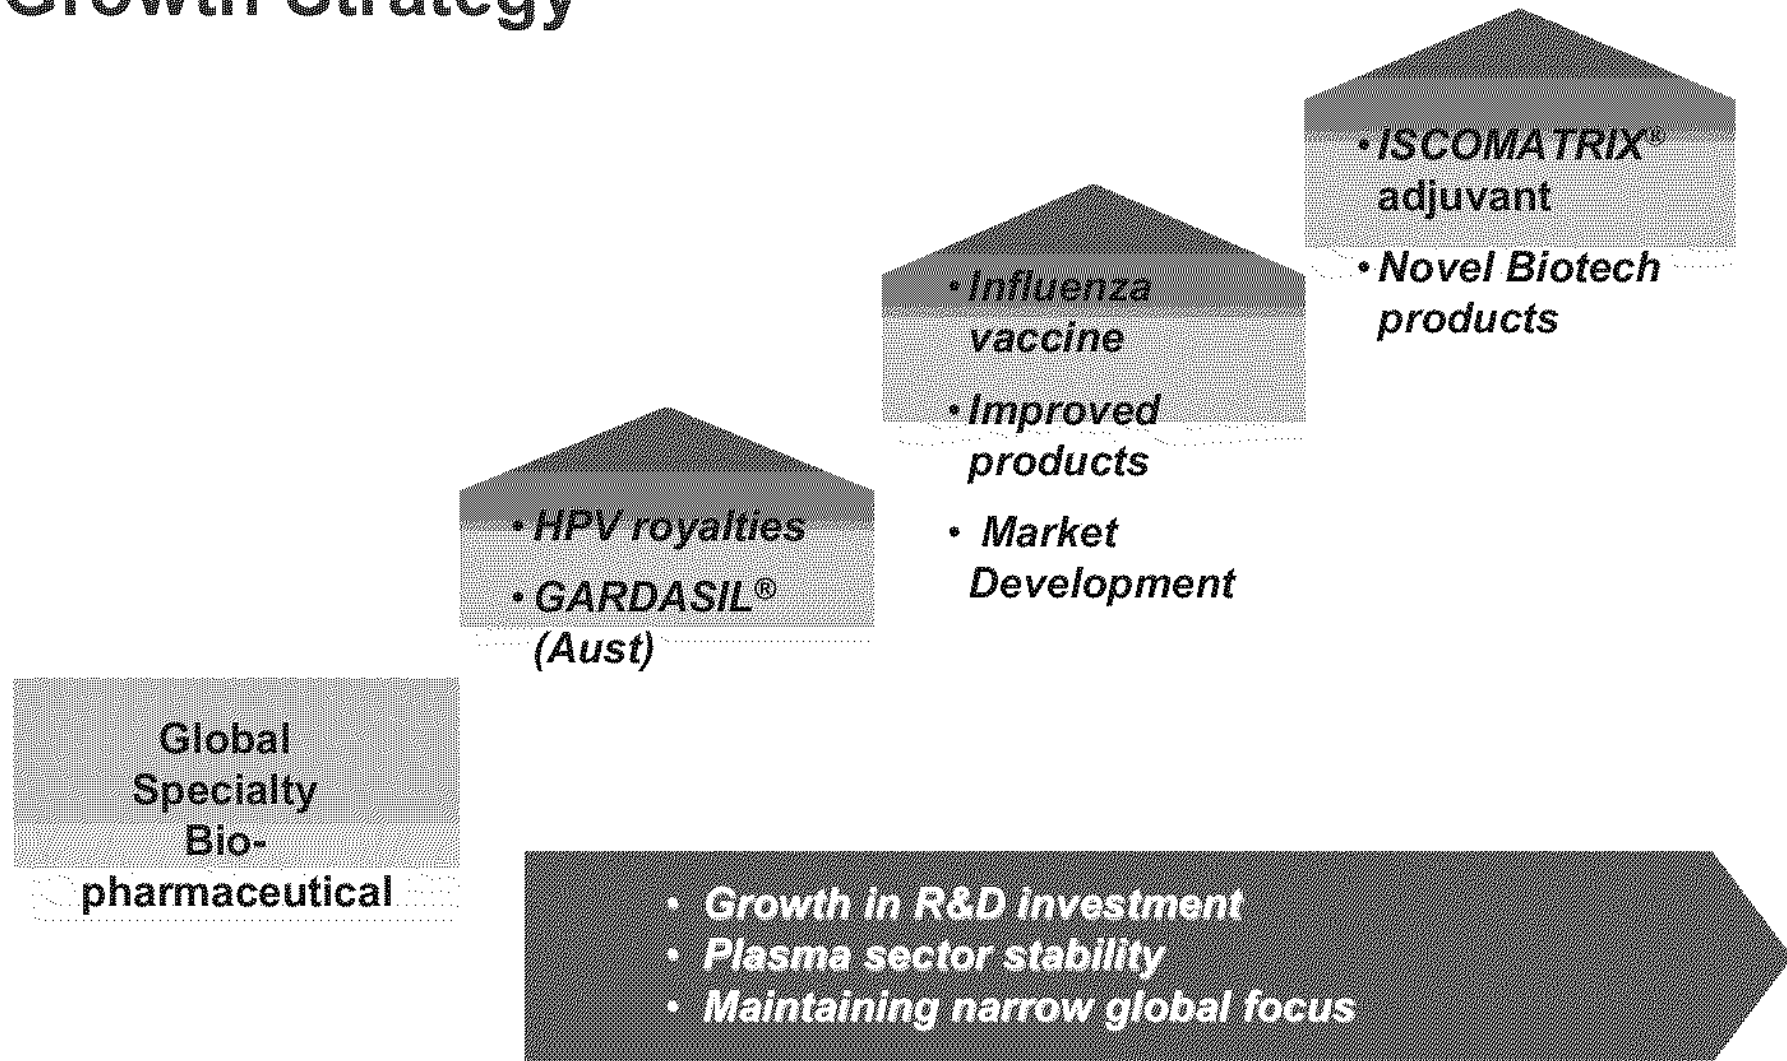 Growth Strategy
• ISCOMATRIX®
adjuvant
• Novel Biotech
products
• Influenza
vaccine
• Improved
products
• Market
Development
• HPV royalties
• GARDASIL®
(Aust)
Global
Specialty
Bio-
pharmaceutical
• Growth in R&D investment
• Plasma sector stability
• Maintaining narrow global focus